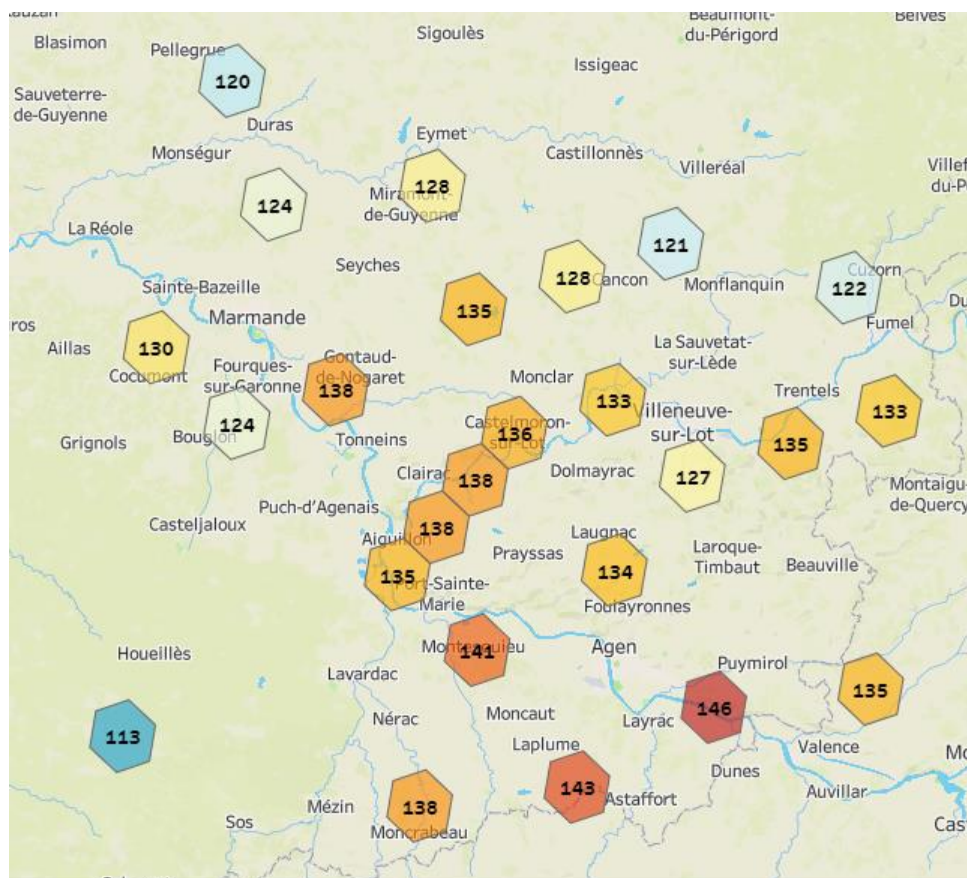 Sigoulès
Beaumont-
du-Périgord
Belvès
Blasimon
Pellegrue
Issigeac
120
Sauveterre-
de-Guyenne
Duras
Eymet
Monségur
Castillonnès
Villeréal
128
Miramont-
de-Guyenne
124
La Réole
121
Seyches
128
Cancon
Monflanquin
Cuzorn
122
Sainte-Bazeille
135
Marmande
Fumel
Aillas
130
Cocumont
La Sauvetat-
sur-Lède
Fourques-
sur-Garonne
Gontaud-
de-Nogaret
138
Monclar
133
Trentels
133
124
Bouglon
Grignols
Tonneins
Castelmoron-
sur-Lot
136
Villeneuve-
sur-Lot
135
Clairac
138
Dolmayrac
127
Montaigu-
de-Quercy
Puch-d'Agenais
Casteljaloux
138
Aiguillon
Laugnac
Prayssas
Laroque-
Timbaut
Beauville
135
Port-Sainte-
Marie
134
Foulayronnes
Houeillès
Montesquieu
141
Agen
Lavardac
Puymirol
135
113
Nérac
Moncaut
Layrac
146
Laplume
Valence
Dunes
143
Astaffort
Auvillar
Mézin
138
Moncrabeau
Sos